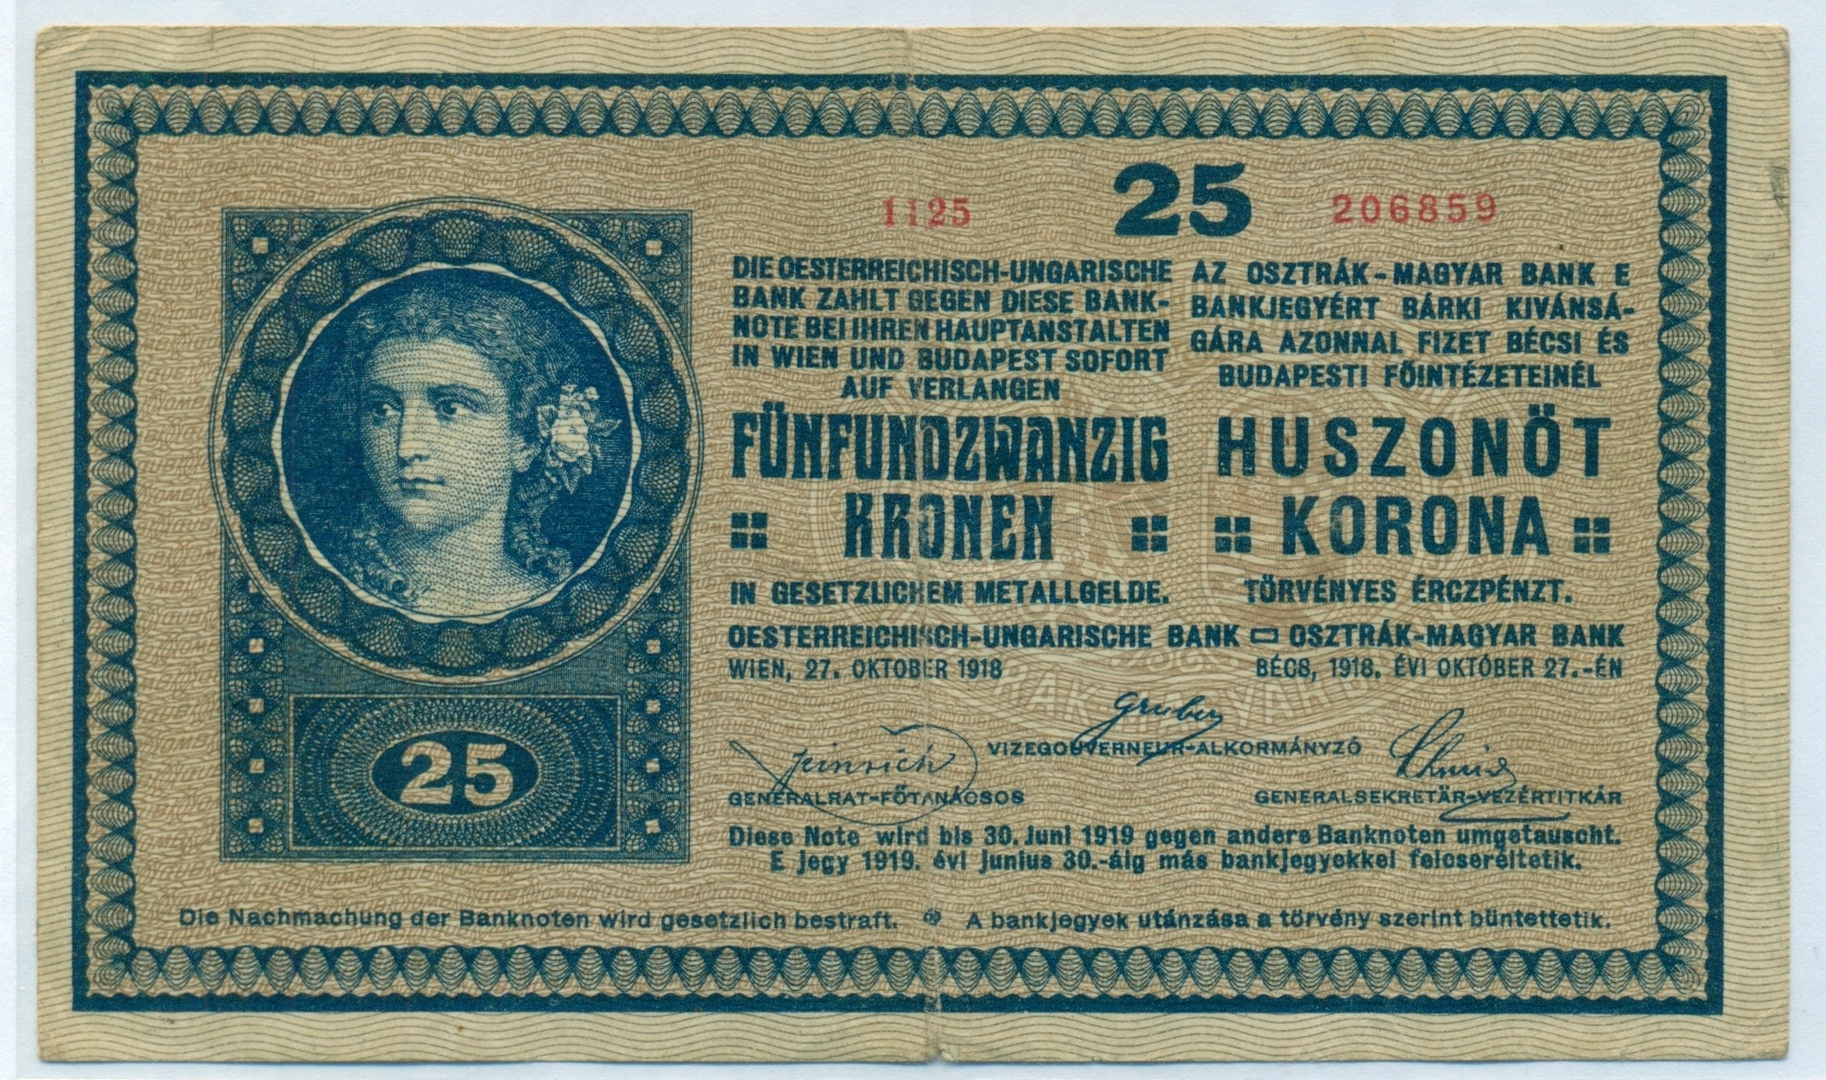 1125
25
206859
DIE OESTERREICHISCH-UNGARISCHE
BANK ZAHLT GEGEN DIESE BANK-
NOTE BEI IHREN HAUPTANSTALTEN
IN WIEN UND BUDAPEST SOFORT
AUF VERLANGEN
FÜNFUNDZWANZIG
KRONEN
IN GESETZLICHEM METALLGELDE.
OESTERREICHISCH-UNGARISCHE BANK
WIEN, 27. OKTOBER 1918
AZ OSZTRÁK-MAGYAR BANK E
BANKJEGYÉRT BÁRKI KIVÁNSÁ-
GÁRA AZONNAL FIZET BÉCSI ÉS
BUDAPESTI FŐINTÉZETEINÉL
HUSZONÖT
KORONA
TÖRVÉNYES ÉRCZPÉNZT.
OSZTRÁK-MAGYAR BANK
BÉCS, 1918. ÉVI OKTÓBER 27.-ÉN
Gruber
VIZEGOUVERNEUR-ALKORMÁNYZÓ
GENERALRAT-FŐTANÁCSOS
GENERALSEKRETÄR-VEZÉRTITKÁR
25
Diese Note wird bis 30. Juni 1919 gegen andere Banknoten umgetauscht.
E jegy 1919. évi junius 30.-áig más bankjegyekkel felcseréltetik.
Die Nachmachung der Banknoten wird gesetzlich bestraft.
A bankjegyek utánzása a törvény szerint büntettetik.